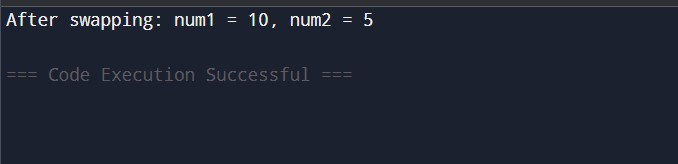 After swapping: num1 = 10, num2 = 5
=== Code Execution Successful ===